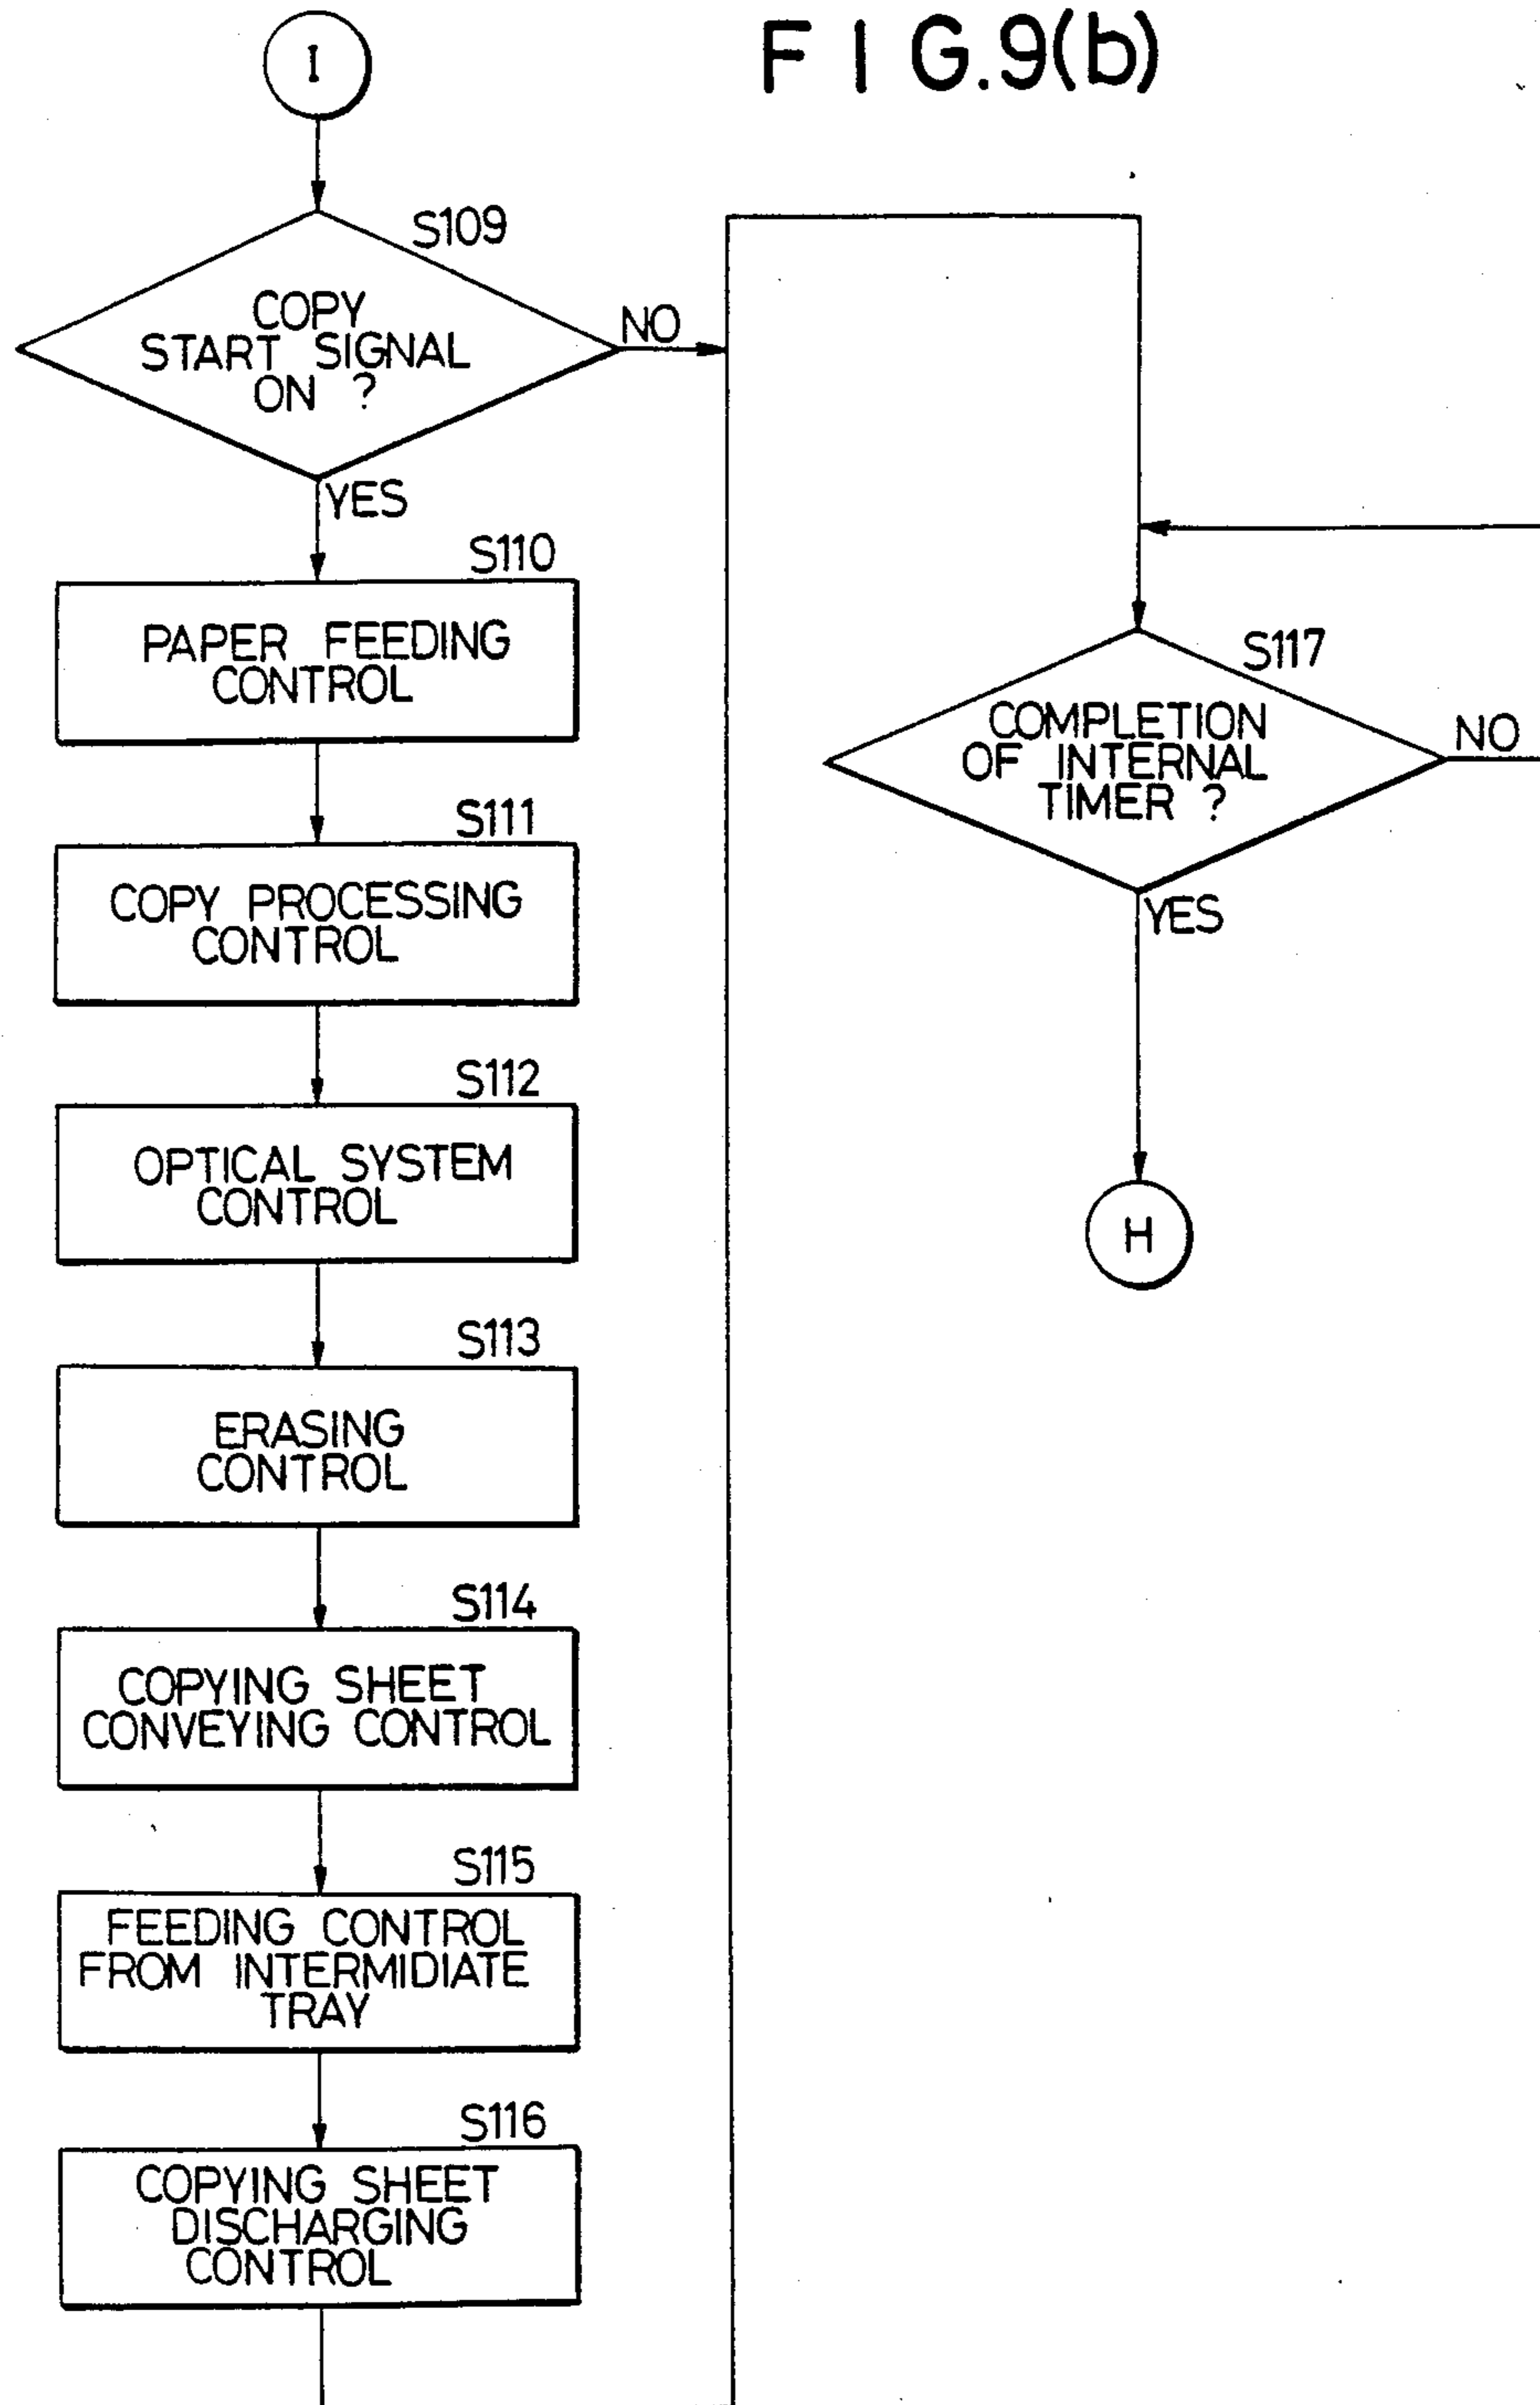 F I G.9(b)
I
S109
COPY
START SIGNAL
ON ?
NO
YES
S110
PAPER FEEDING
CONTROL
S111
COPY PROCESSING
CONTROL
S112
OPTICAL SYSTEM
CONTROL
S113
ERASING
CONTROL
S114
COPYING SHEET
CONVEYING CONTROL
S115
FEEDING CONTROL
FROM INTERMIDIATE
TRAY
S116
COPYING SHEET
DISCHARGING
CONTROL
S117
COMPLETION
OF INTERNAL
TIMER ?
NO
YES
H